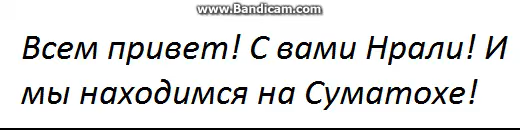 www.Bandicam.com
Всем привет! С вами Нрали! И
мы находимся на Суматохе!